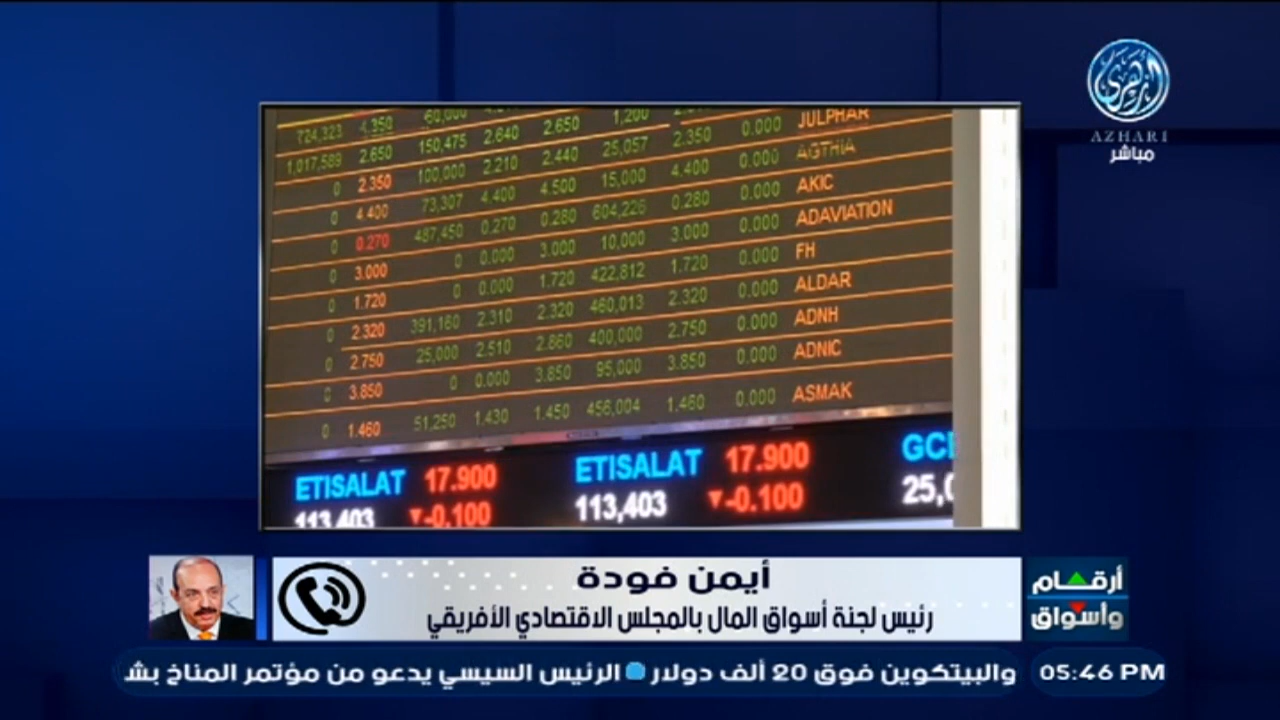 أزهري
AZHARI
مباشر
724,323 4.350 60,000 1,200 JULPHAR
1,017,589 2.650 150,475 2.640 2.650 25,057 2.350 0.000 AGTHIA
0 2.350 100,000 2.210 2.440 15,000 4.400 0.000 AKIC
0 4.400 73,307 4.400 4.500 604,226 0.280 0.000 ADAVIATION
0 0.270 487,450 0.270 0.280 10,000 3.000 0.000 FH
0 3.000 0 0.000 3.000 422,812 1.720 0.000 ALDAR
0 1.720 0 0.000 1.720 460,013 2.320 0.000 ADNH
0 2.320 391,160 2.310 2.320 400,000 2.750 0.000 ADNIC
0 2.750 25,000 2.510 2.860 95,000 3.850 0.000 ASMAK
0 3.850 0 0.000 3.850 456,004 1.460 0.000
0 1.460 51,250 1.430 1.450
ETISALAT 17.900 ETISALAT 17.900
113,403 ▼-0.100 113,403 ▼-0.100
أيمن فودة
رئيس لجنة أسواق المال بالمجلس الاقتصادي الأفريقي
أرقام
وأسواق
والبيتكوين فوق 20 ألف دولار الرئيس السيسي يدعو من مؤتمر المناخ بش
05:46 PM